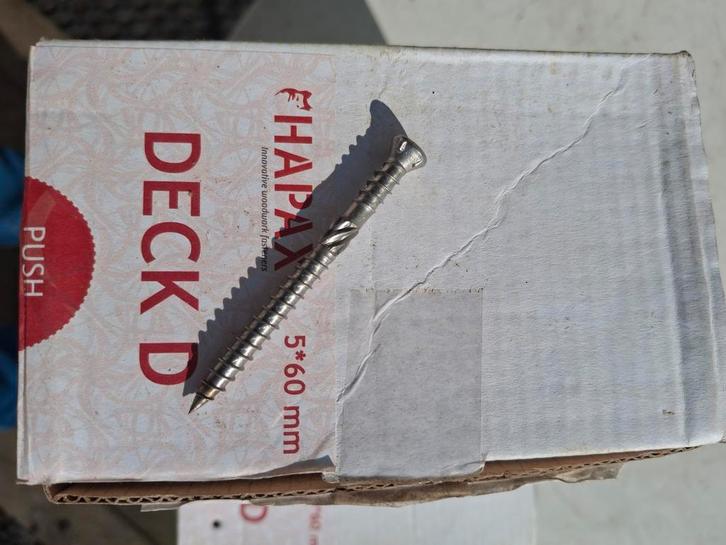 HAPAX
Innovative woodwork fasteners
DECK D
5*60 mm
PUSH